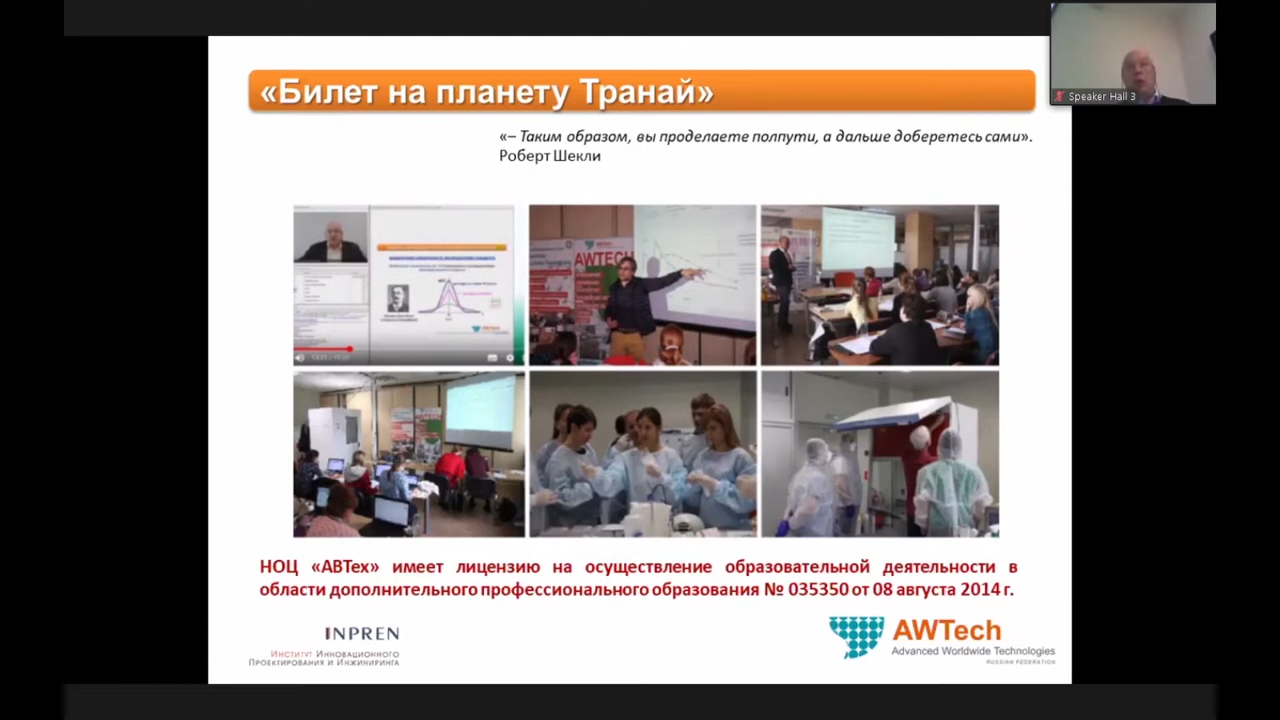 «Билет на планету Транай»
Speaker Hall 3
«– Таким образом, вы проделаете полпути, а дальше доберетесь сами».
Роберт Шекли
AWTECH
AWTech
НОЦ «АВТех» имеет лицензию на осуществление образовательной деятельности в
области дополнительного профессионального образования № 035350 от 08 августа 2014 г.
INPREN
Институт Инновационного
Проектирования и Инжиниринга
AWTech
Advanced Worldwide Technologies
RUSSIAN FEDERATION